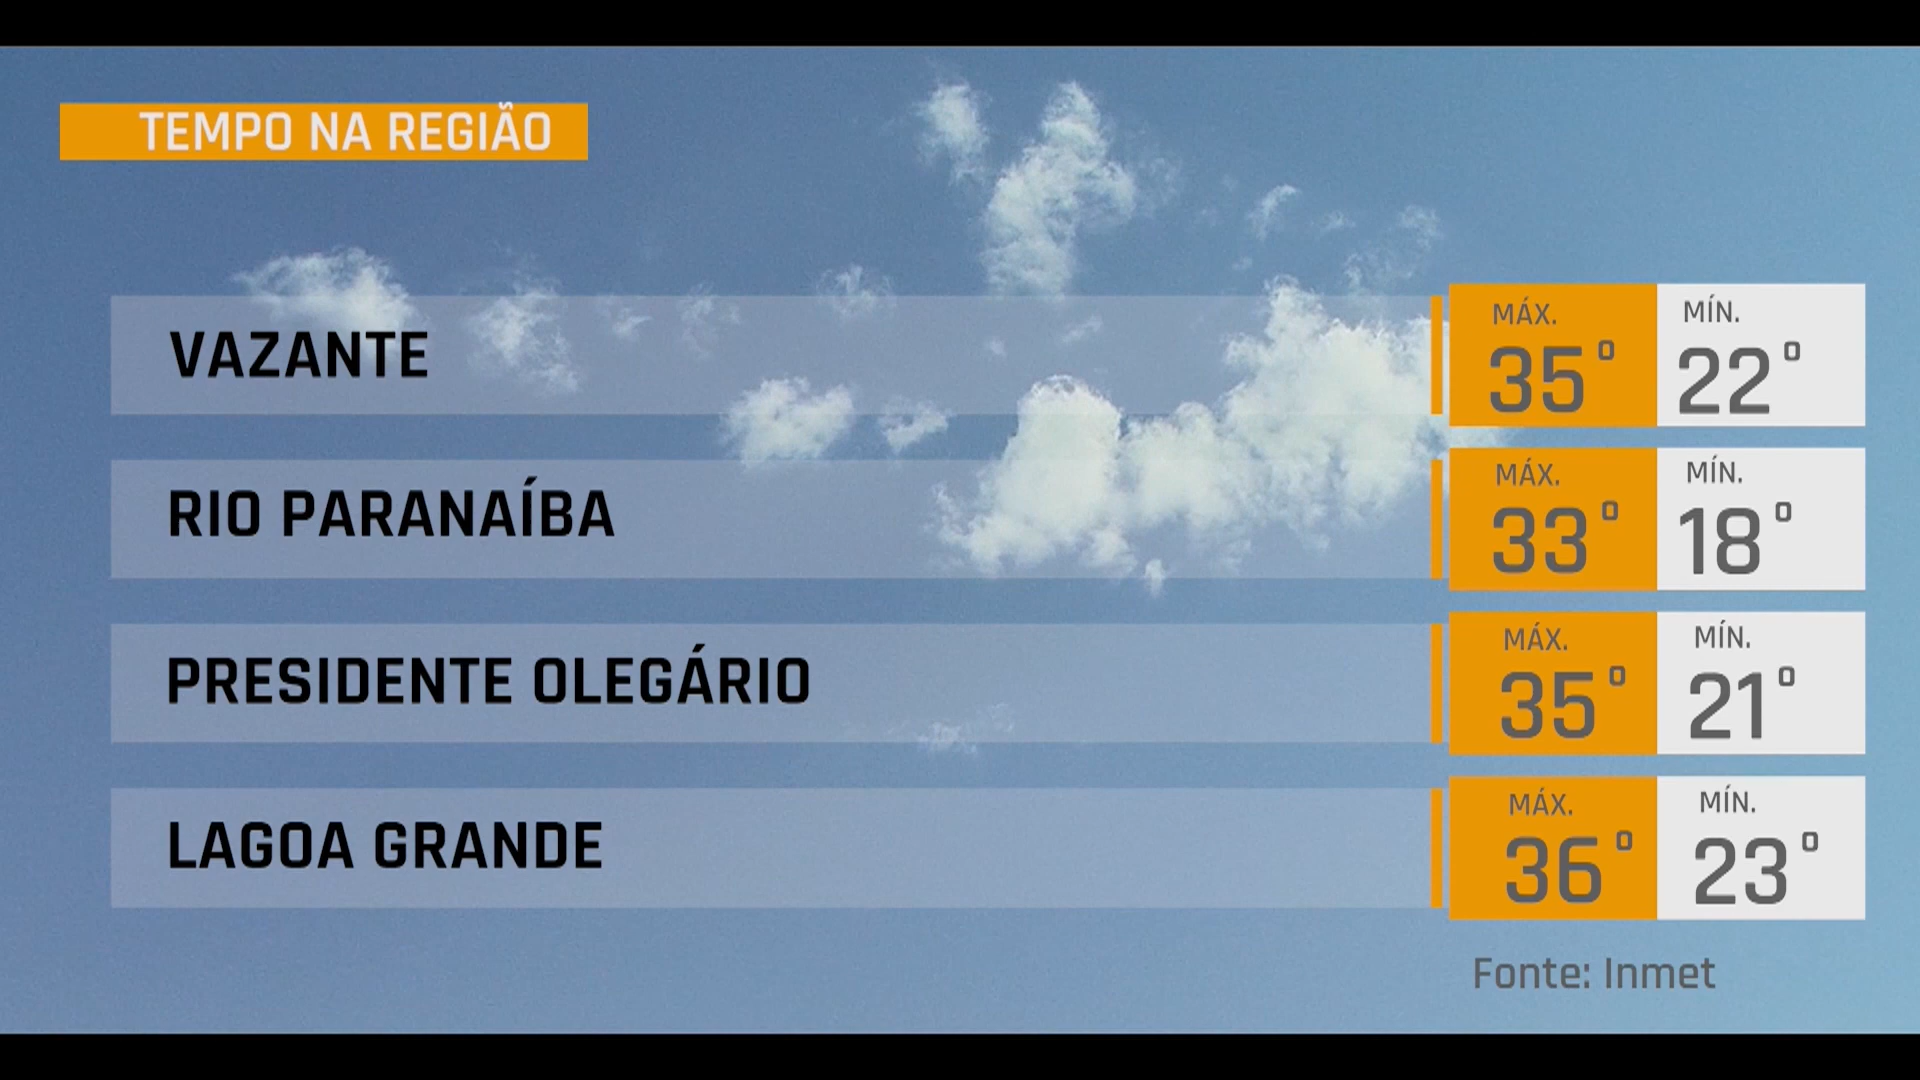 TEMPO NA REGIÃO
VAZANTE
MÁX.
35°
MÍN.
22°
RIO PARANAÍBA
MÁX.
33°
MÍN.
18°
PRESIDENTE OLEGÁRIO
MÁX.
35°
MÍN.
21°
LAGOA GRANDE
MÁX.
36°
MÍN.
23°
Fonte: Inmet